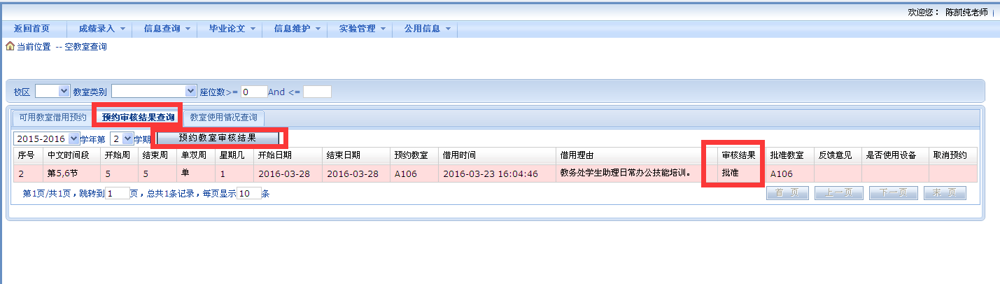 欢迎您： 陈凯纯老师 |
返回首页 成绩录入 信息查询 毕业论文 信息维护 实验管理 公用信息
当前位置 -- 空教室查询
校区 教室类别 座位数>= 0 And <=
可用教室借用预约 预约审核结果查询 教室使用情况查询
2015-2016 学年第 2 学期 预约教室审核结果
序号 中文时间段 开始周 结束周 单双周 星期几 开始日期 结束日期 预约教室 借用时间 借用理由 审核结果 批准教室 反馈意见 是否使用设备 取消预约
2 第5,6节 5 5 单 1 2016-03-28 2016-03-28 A106 2016-03-23 16:04:46 教务处学生助理日常办公技能培训。 批准 A106
第1页/共1页，跳转到 1 页，总共1条记录，每页显示 10 条 首 页 上一页 下一页 末 页